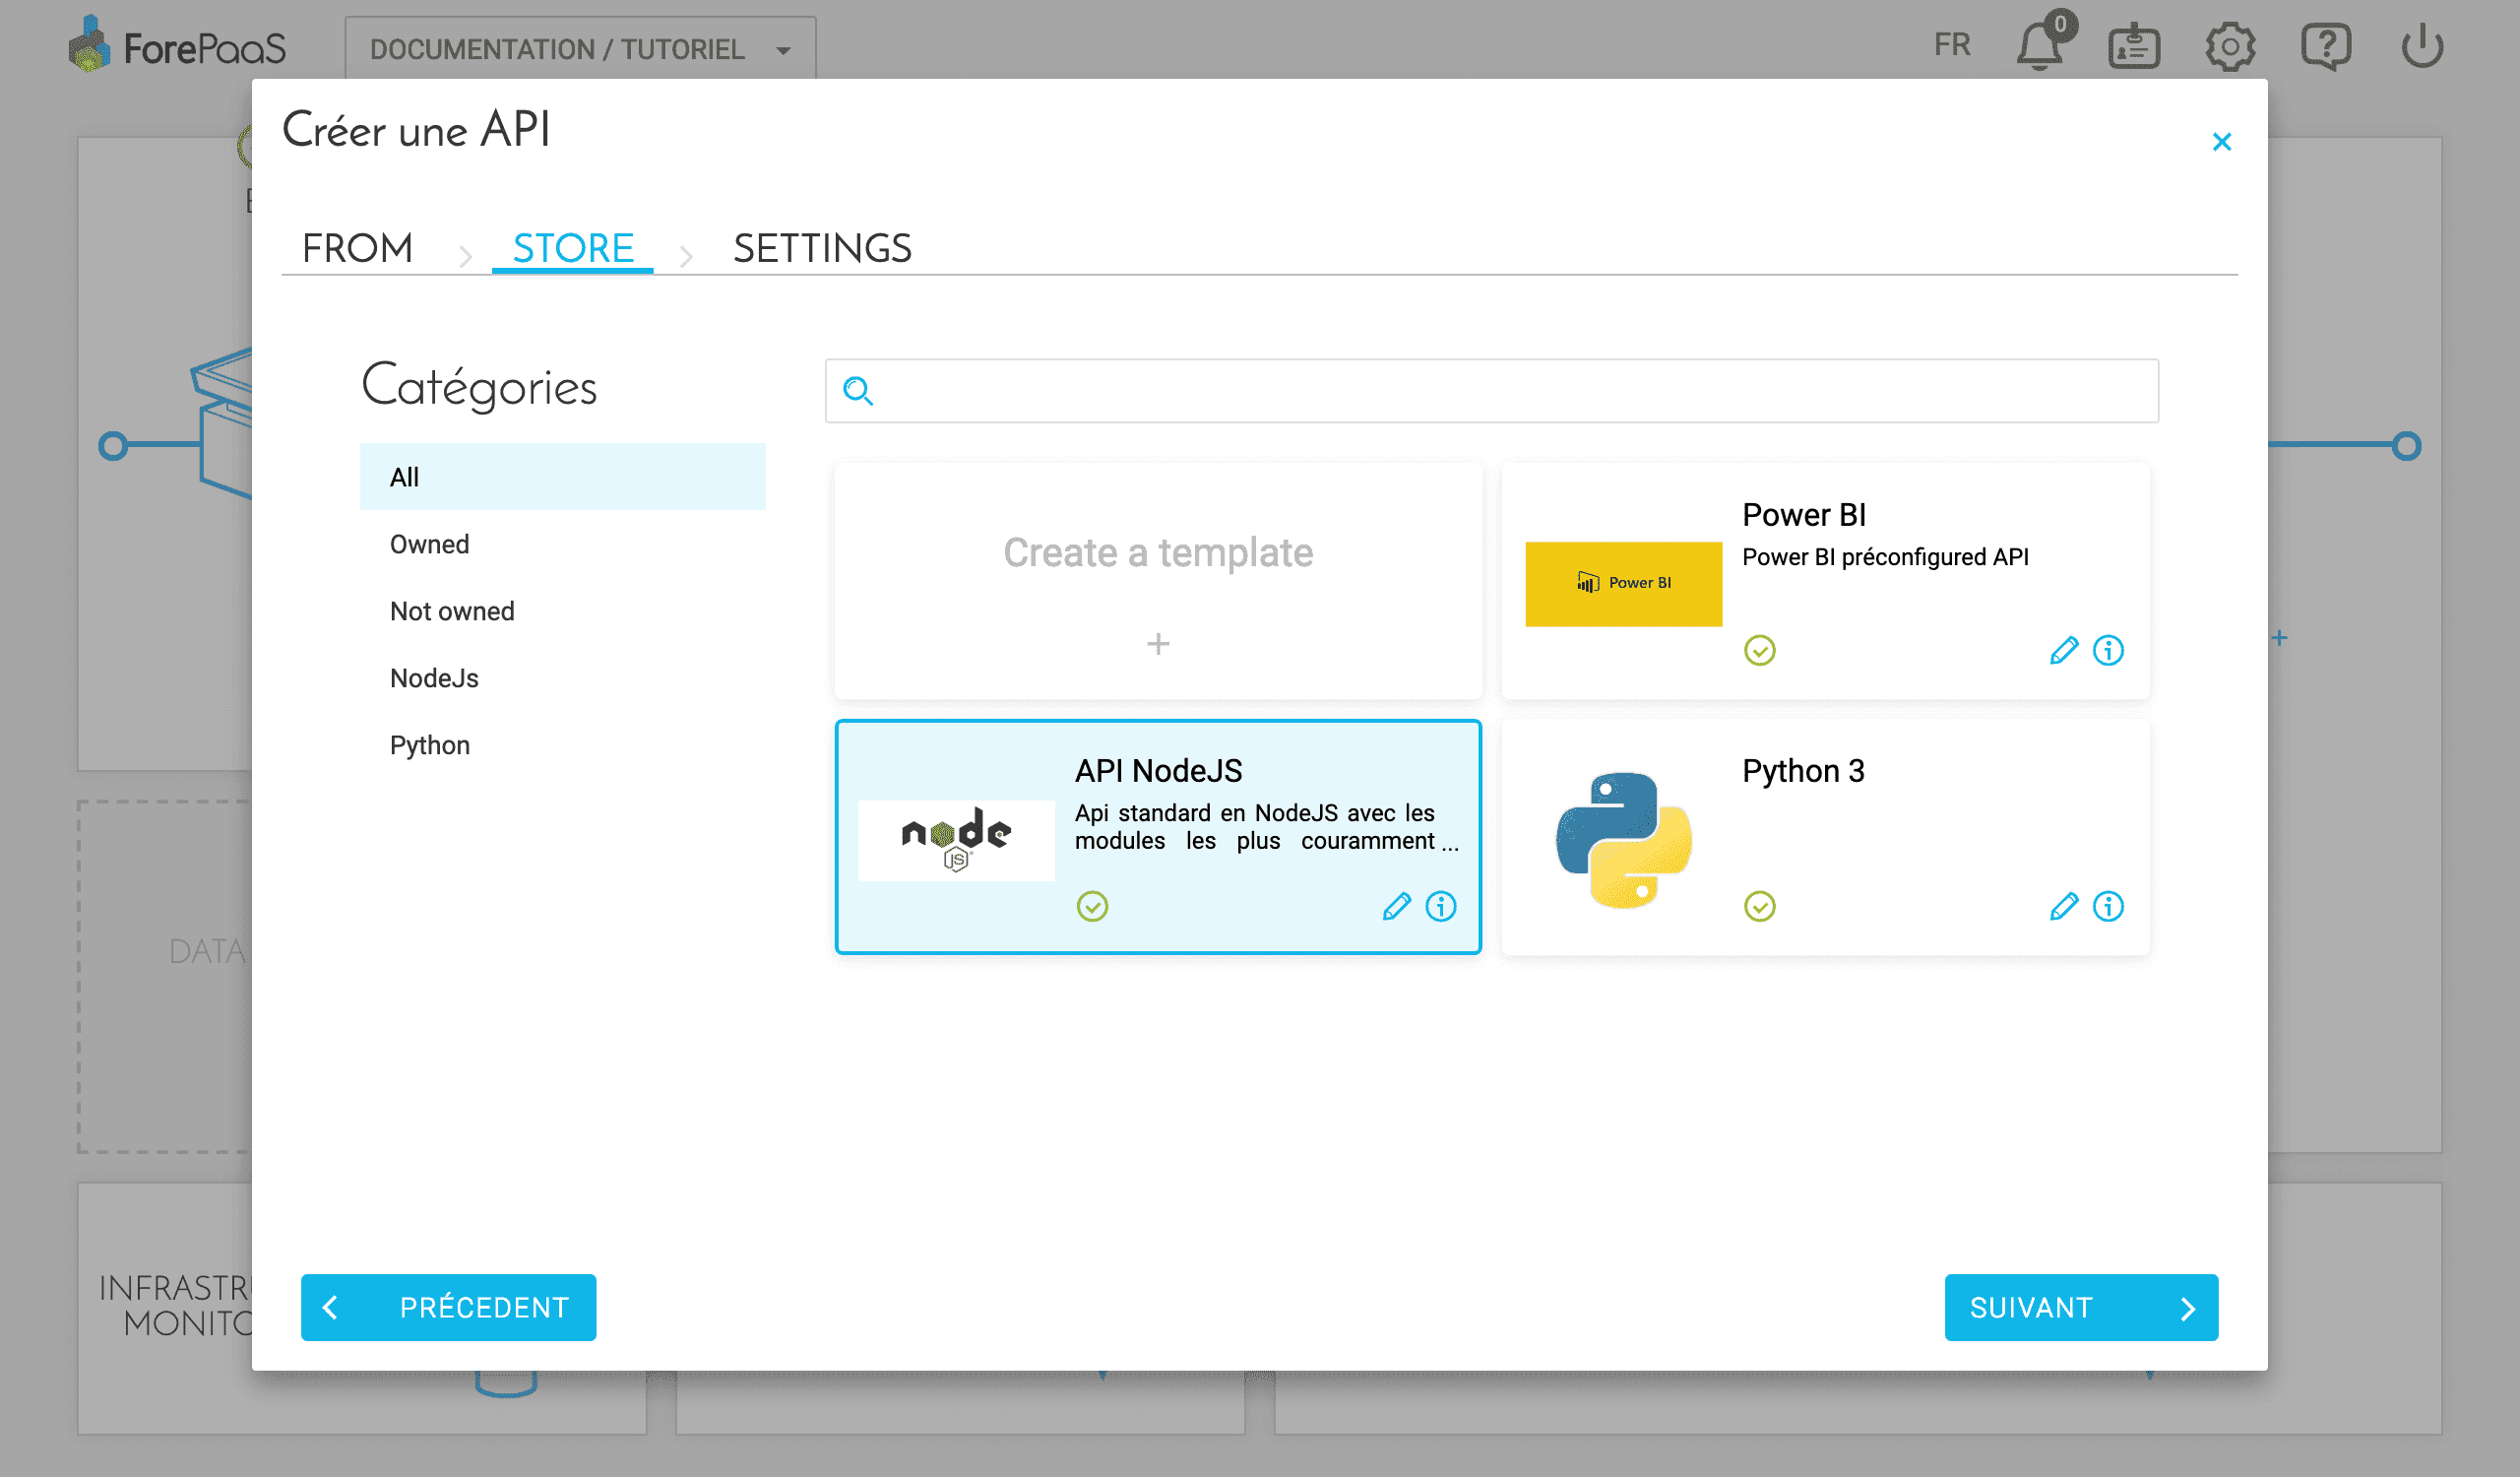 ForePaaS
DOCUMENTATION / TUTORIEL
FR
0
Créer une API
FROM
STORE
SETTINGS
Catégories
All
Owned
Not owned
NodeJs
Python
Create a template
+
Power BI
Power BI préconfigured API
Power BI
API NodeJS
Api standard en NodeJS avec les
modules les plus couramment ...
node
JS
Python 3
DATA
INFRASTR
MONITO
PRÉCEDENT
SUIVANT